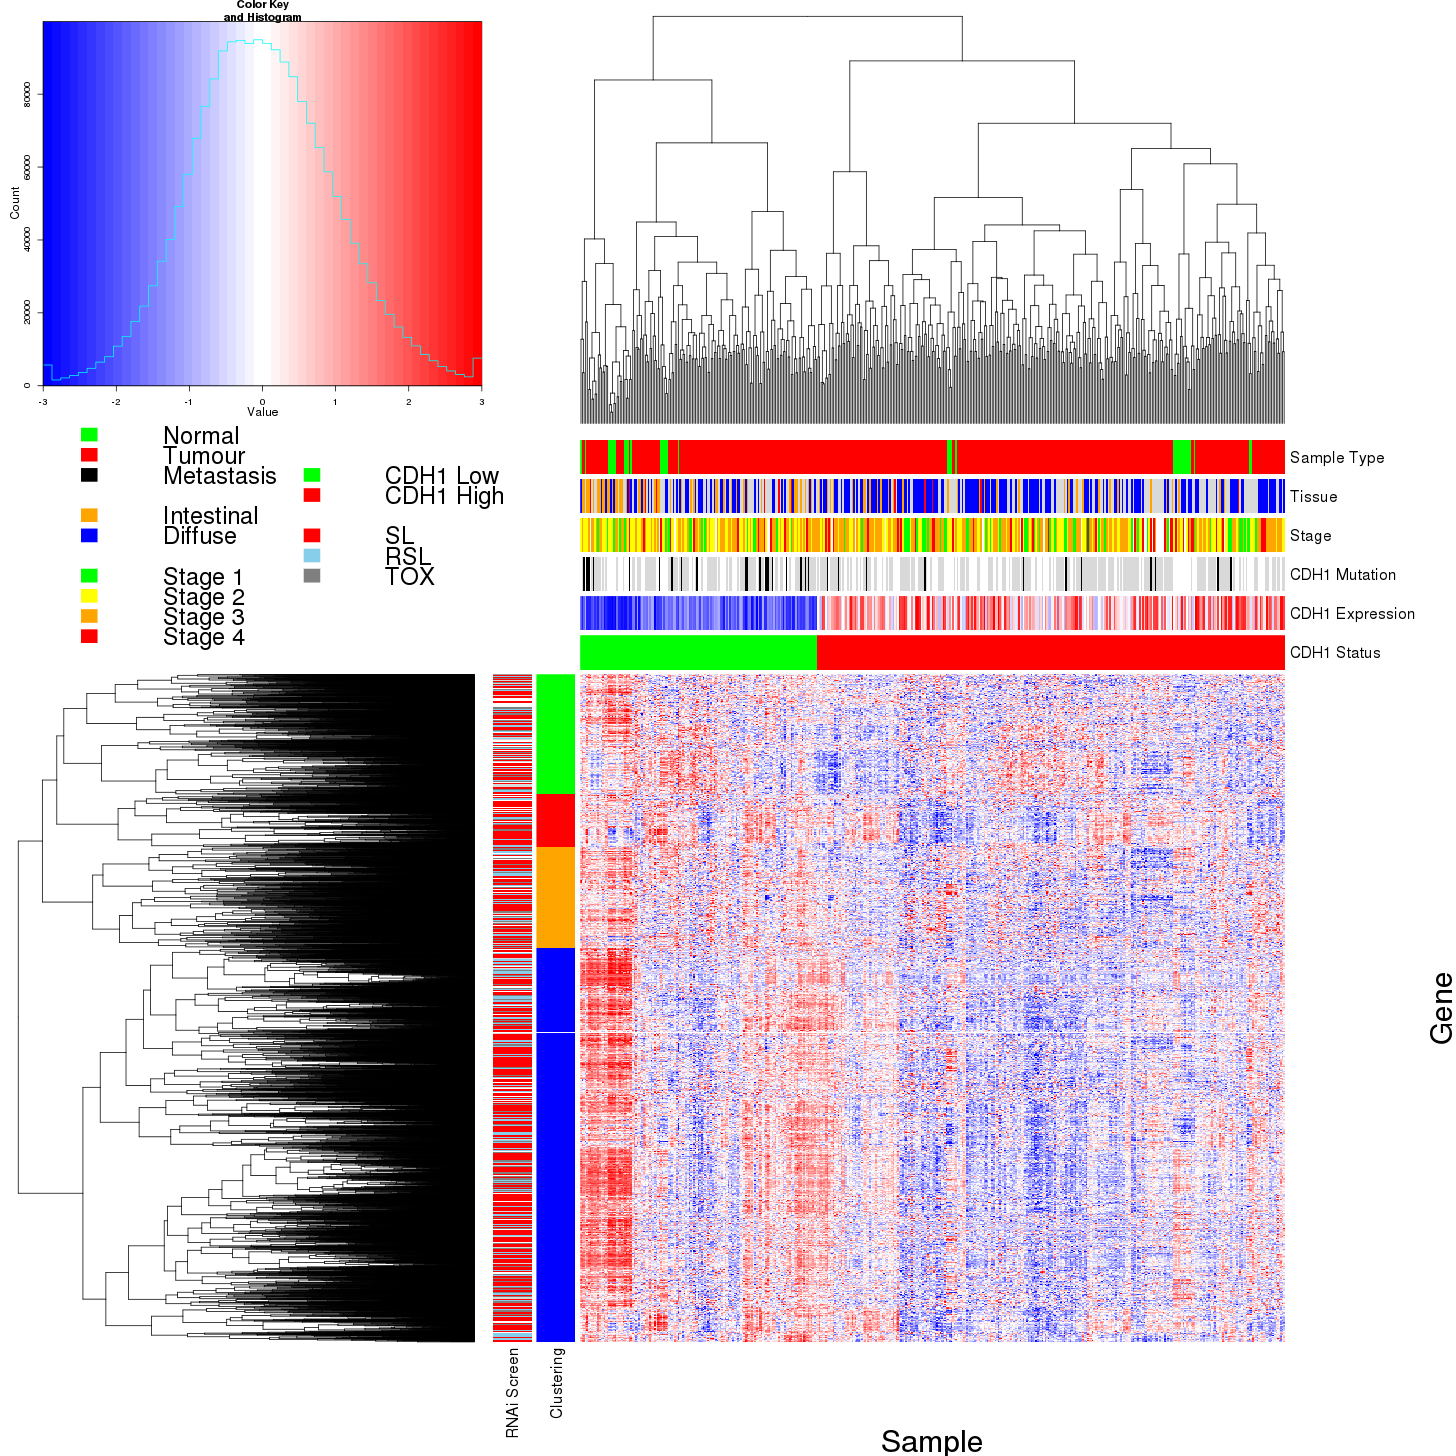 Color Key
and Histogram
Count
0
20000
40000
60000
80000
-3
-2
-1
0
1
2
3
Value
Normal
Tumour
Metastasis
Intestinal
Diffuse
Stage 1
Stage 2
Stage 3
Stage 4
CDH1 Low
CDH1 High
SL
RSL
TOX
Sample Type
Tissue
Stage
CDH1 Mutation
CDH1 Expression
CDH1 Status
RNAi Screen
Clustering
Gene
Sample